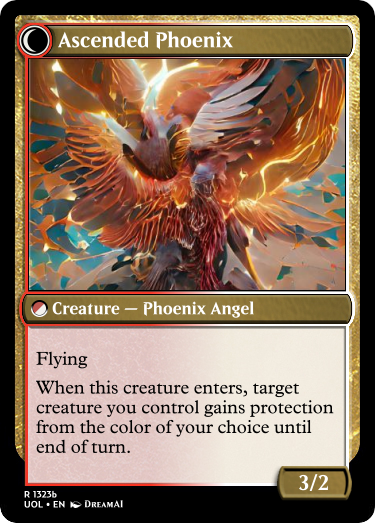 Ascended Phoenix
Creature — Phoenix Angel
Flying
When this creature enters, target
creature you control gains protection
from the color of your choice until
end of turn.
3/2
R 1323b
UOL • EN DreamAI